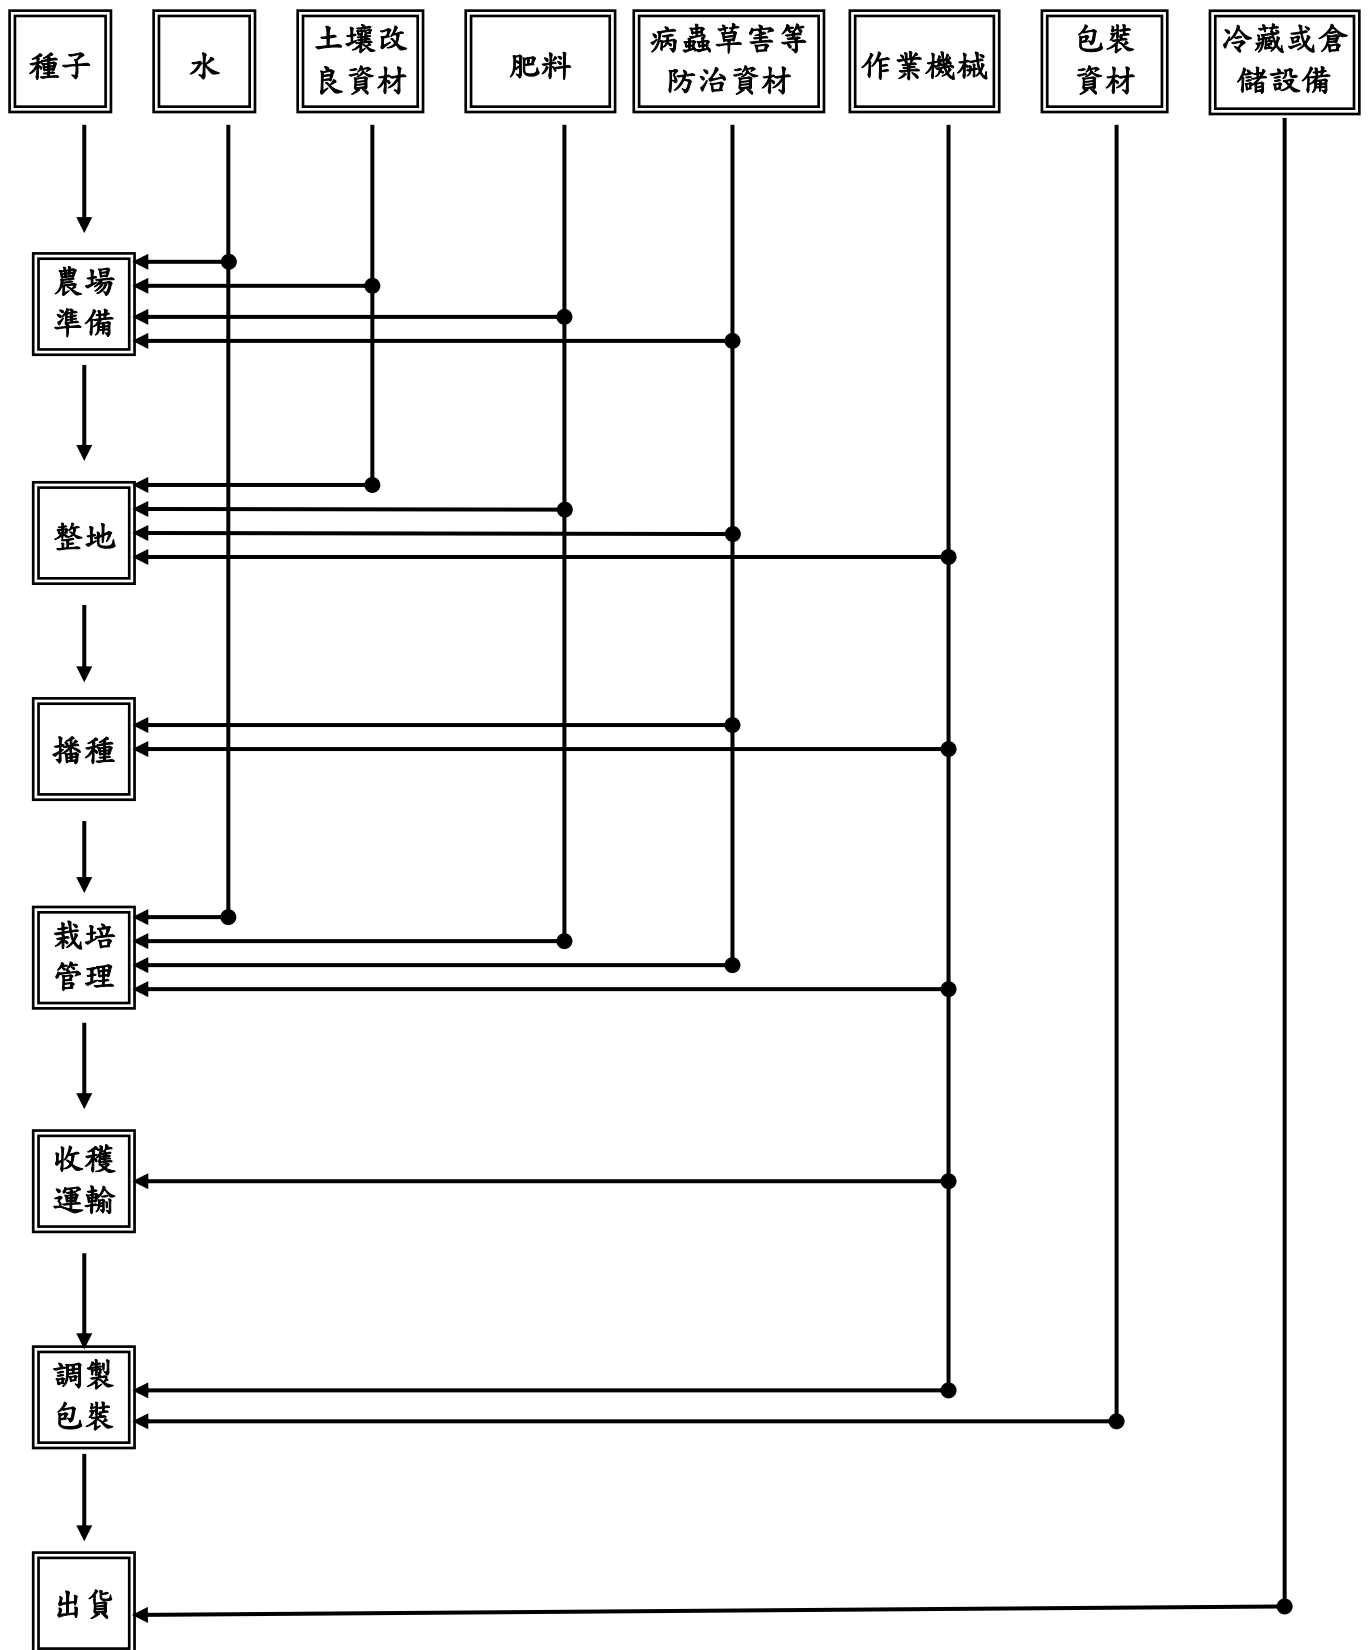 種子
水
土壤改
良資材
肥料
病蟲草害等
防治資材
作業機械
包裝
資材
冷藏或倉
儲設備
農場
準備
整地
播種
栽培
管理
收穫
運輸
調製
包裝
出貨